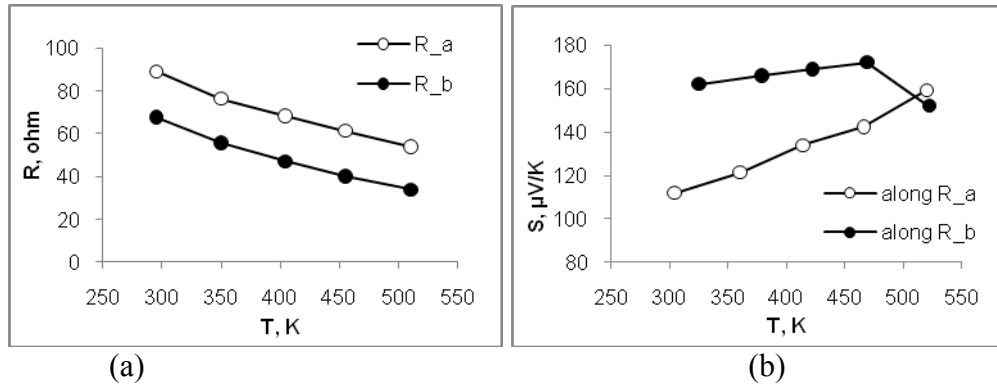 100
80
60
40
20
0
R, ohm
250 300 350 400 450 500 550
T, K
R_a
R_b
(a)
180
160
140
120
100
80
S, µV/K
250 300 350 400 450 500 550
T, K
along R_a
along R_b
(b)